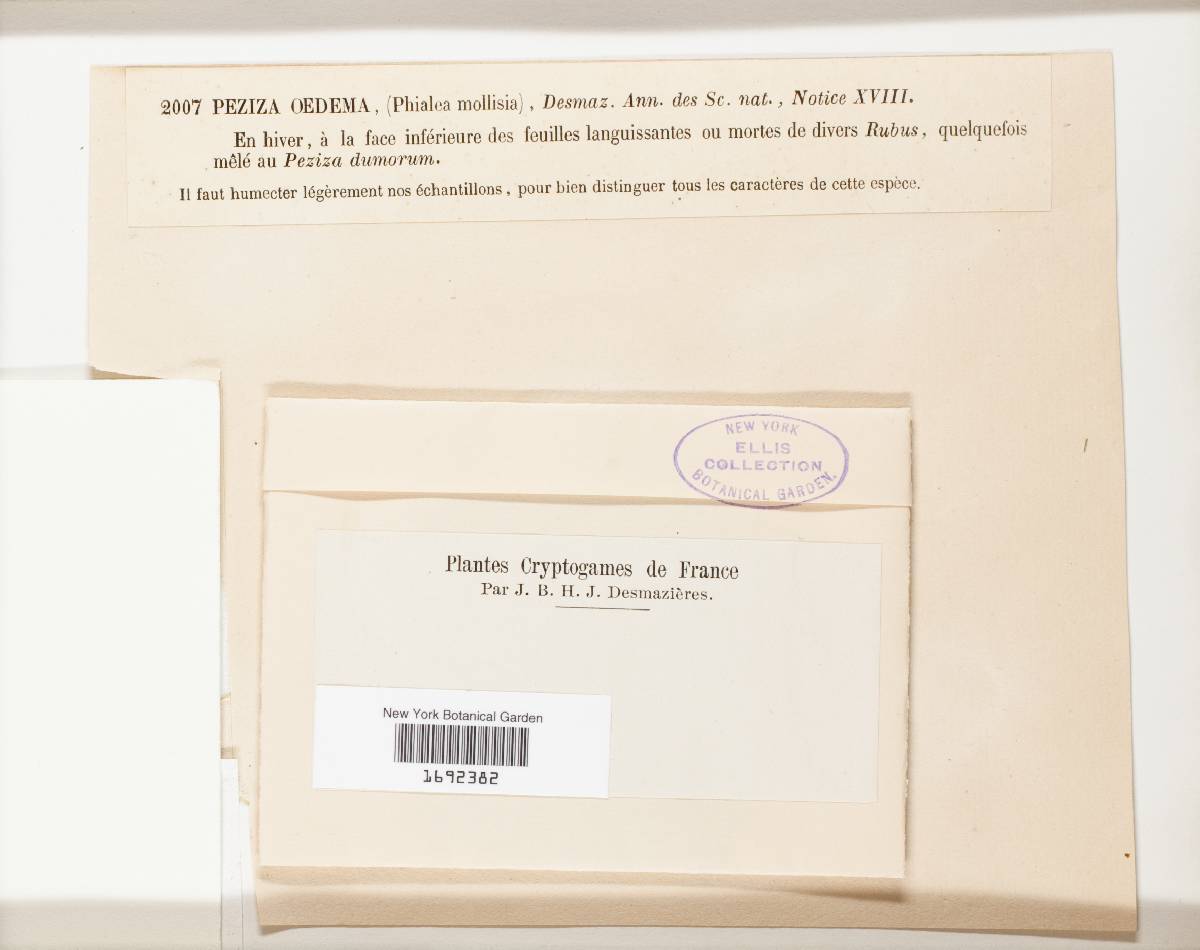 2007 PEZIZA OEDEMA, (Phialea mollisia), Desmaz. Ann. des Sc. nat., Notice XVIII.
En hiver, à la face inférieure des feuilles languissantes ou mortes de divers Rubus, quelquefois
mêlé au Peziza dumorum.
Il faut humecter légèrement nos échantillons, pour bien distinguer tous les caractères de cette espèce.
NEW YORK
ELLIS
COLLECTION
BOTANICAL GARDEN.
Plantes Cryptogames de France
Par J. B. H. J. Desmazières.
New York Botanical Garden
1692382